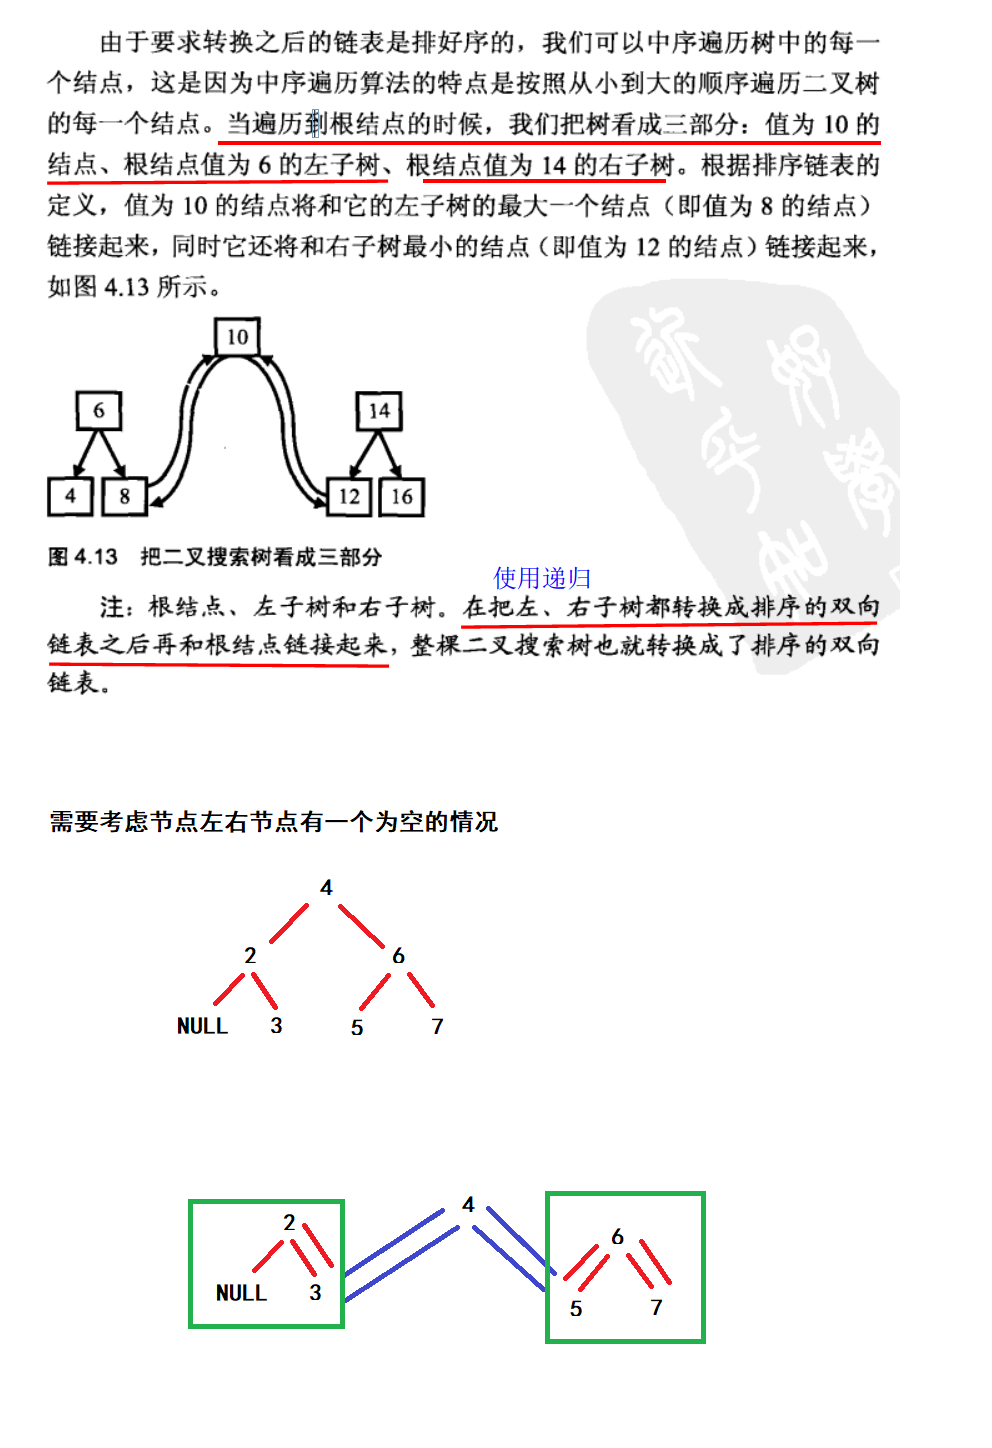 由于要求转换之后的链表是排好序的，我们可以中序遍历树中的每一
个结点，这是因为中序遍历算法的特点是按照从小到大的顺序遍历二叉树
的每一个结点。当遍历到根结点的时候，我们把树看成三部分：值为 10 的
结点、根结点值为 6 的左子树、根结点值为 14 的右子树。根据排序链表的
定义，值为 10 的结点将和它的左子树的最大一个结点（即值为 8 的结点）
链接起来，同时它还将和右子树最小的结点（即值为 12 的结点）链接起来，
如图 4.13 所示。
10
6 14
4 8 12 16
图 4.13 把二叉搜索树看成三部分
使用递归
注：根结点、左子树和右子树。在把左、右子树都转换成排序的双向
链表之后再和根结点链接起来，整棵二叉搜索树也就转换成了排序的双向
链表。
需要考虑节点左右节点有一个为空的情况
4
2 6
NULL 3 5 7
4
2 6
NULL 3 5 7